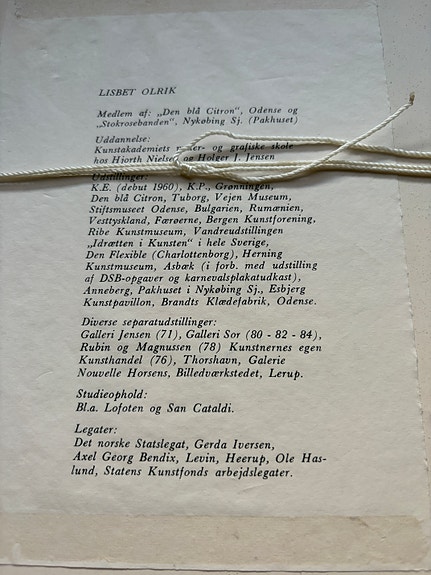 LISBET OLRIK
Medlem af: „Den blå Citron", Odense og
„Stokrosebanden", Nykøbing Sj. (Pakhuset)
Uddannelse:
Kunstakademiets og grafiske skole
hos Hjorth Nielsen og Holger J. Jensen
Udstillinger:
K.E. (debut 1960), K.P., Grønningen,
Den blå Citron, Tuborg, Vejen Museum,
Stiftsmuseet Odense, Bulgarien, Rumænien,
Vesttyskland, Færøerne, Bergen Kunstforening,
Ribe Kunstmuseum, Vandreudstillingen
„Idrætten i Kunsten" i hele Sverige,
Den Flexible (Charlottenborg), Herning
Kunstmuseum, Asbæk (i forb. med udstilling
af DSB-opgaver og karnevalsplakatudkast),
Anneberg, Pakhuset i Nykøbing Sj., Esbjerg
Kunstpavillon, Brandts Klædefabrik, Odense.
Diverse separatudstillinger:
Galleri Jensen (71), Galleri Sor (80 - 82 - 84),
Rubin og Magnussen (78) Kunstnernes egen
Kunsthandel (76), Thorshavn, Galerie
Nouvelle Horsens, Billedværkstedet, Lerup.
Studieophold:
Bl.a. Lofoten og San Cataldi.
Legater:
Det norske Statslegat, Gerda Iversen,
Axel Georg Bendix, Levin, Heerup, Ole Has-
lund, Statens Kunstfonds arbejdslegater.